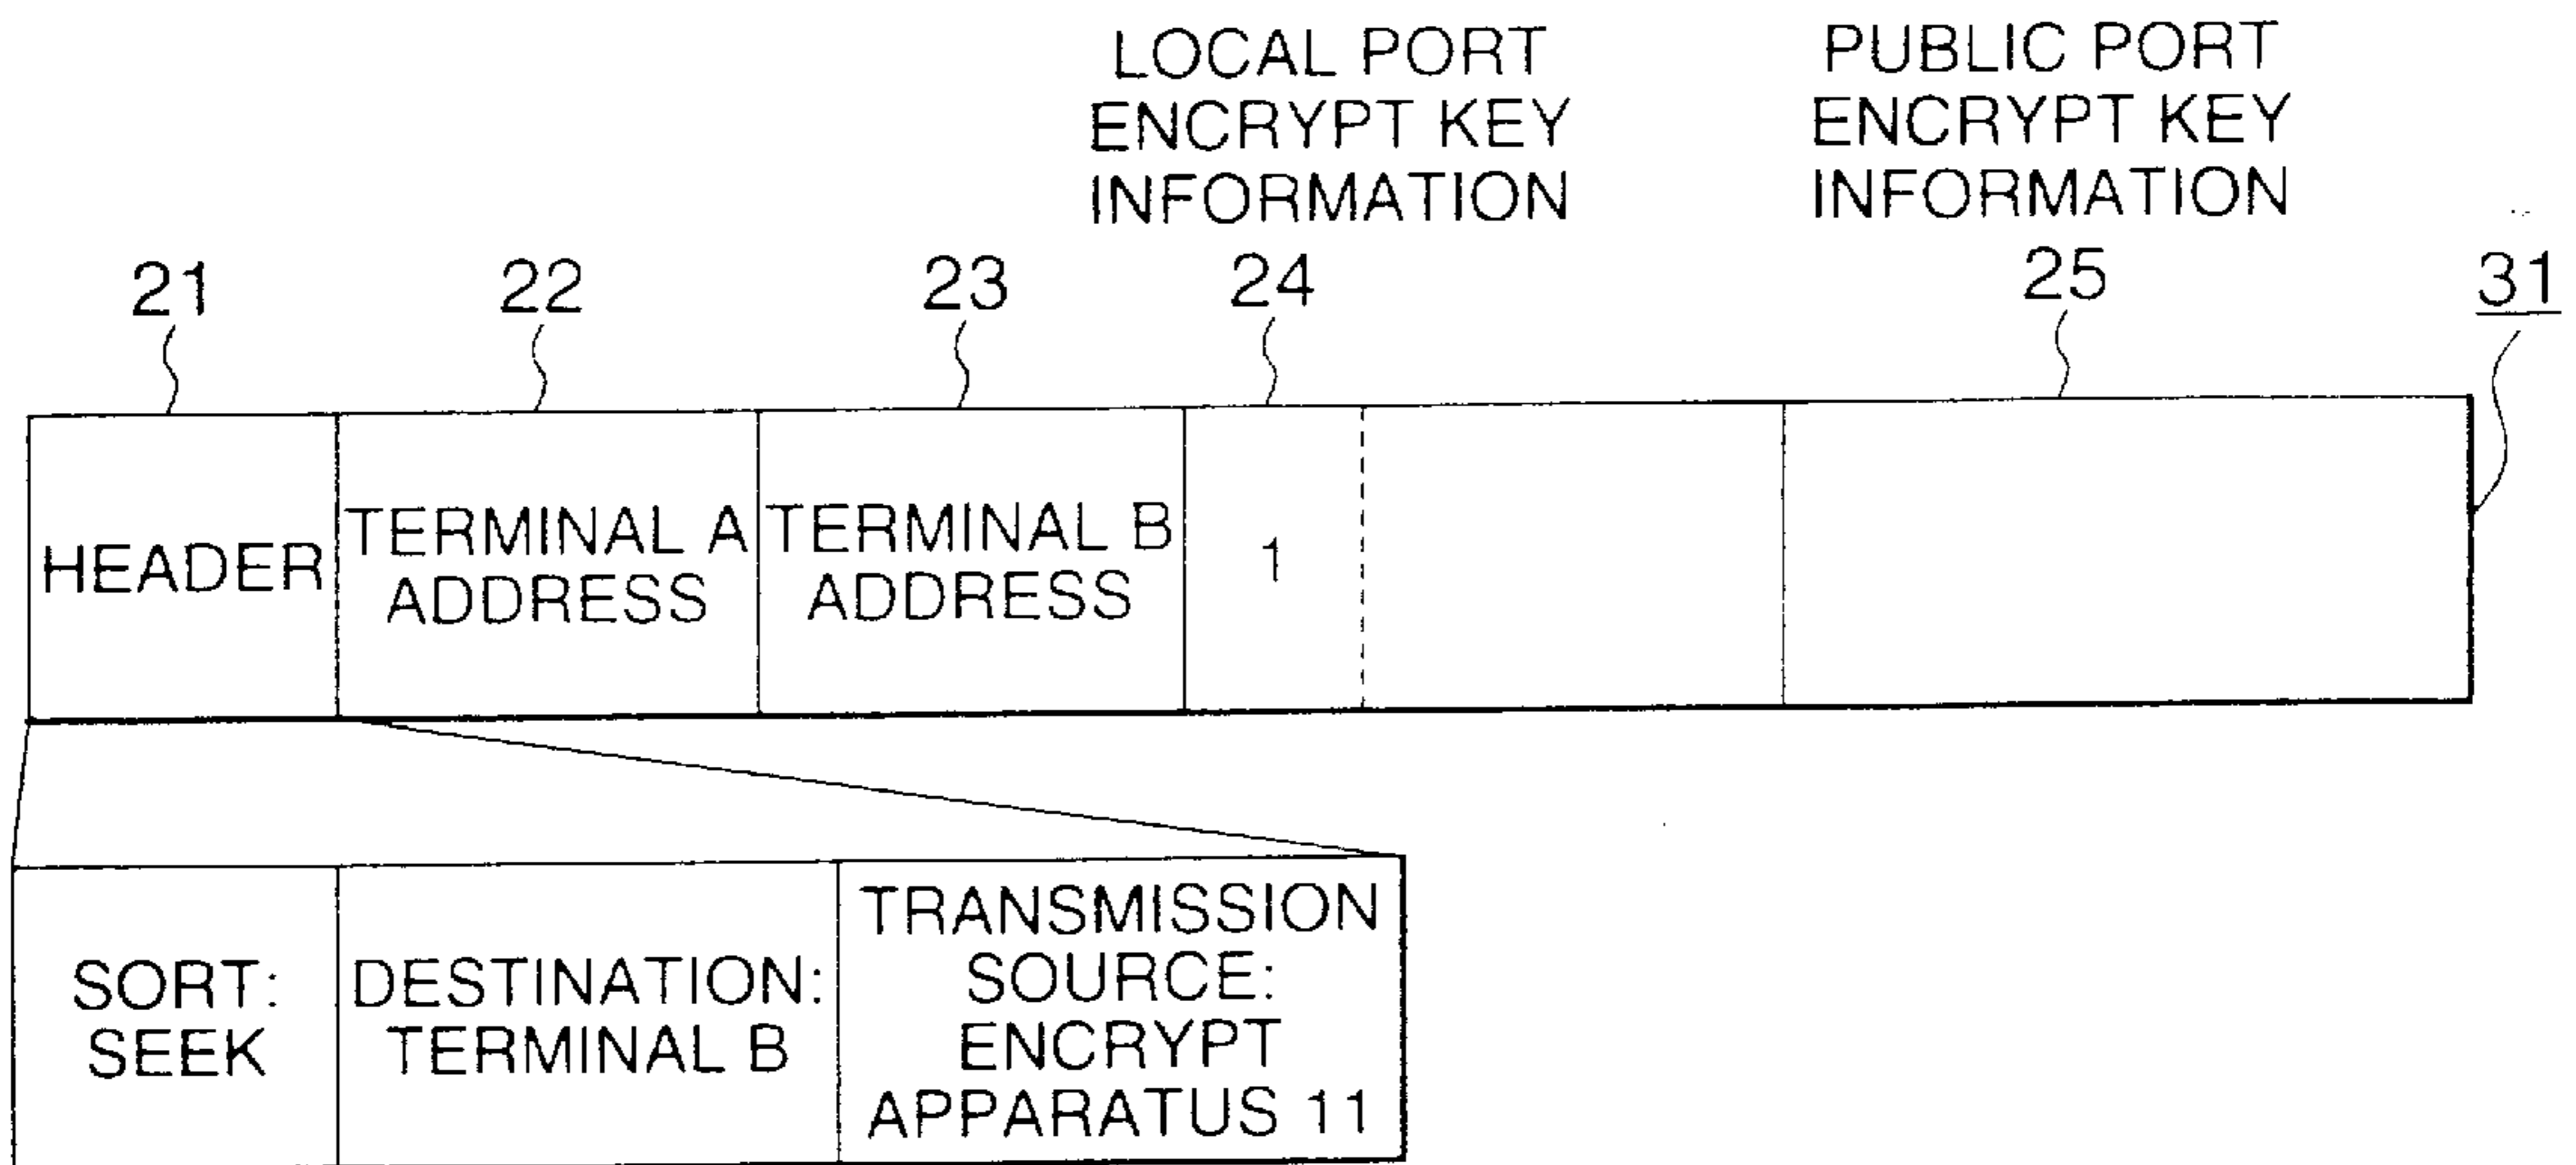 LOCAL PORT
ENCRYPT KEY
INFORMATION
PUBLIC PORT
ENCRYPT KEY
INFORMATION
21
22
23
24
25
31
HEADER
TERMINAL A
ADDRESS
TERMINAL B
ADDRESS
1
SORT:
SEEK
DESTINATION:
TERMINAL B
TRANSMISSION
SOURCE:
ENCRYPT
APPARATUS 11